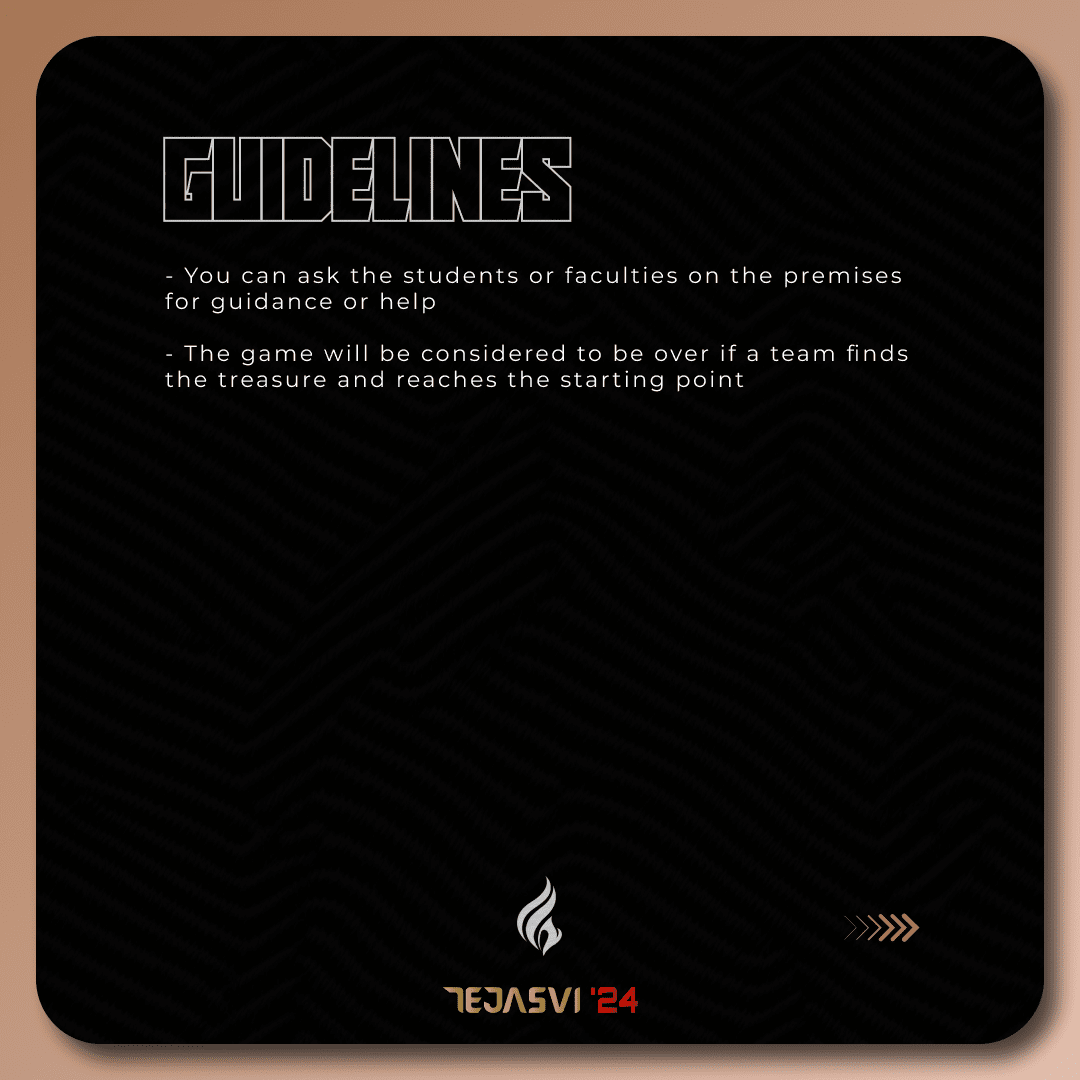 GUIDELINES
- You can ask the students or faculties on the premises
for guidance or help
- The game will be considered to be over if a team finds
the treasure and reaches the starting point
TEJASVI '24